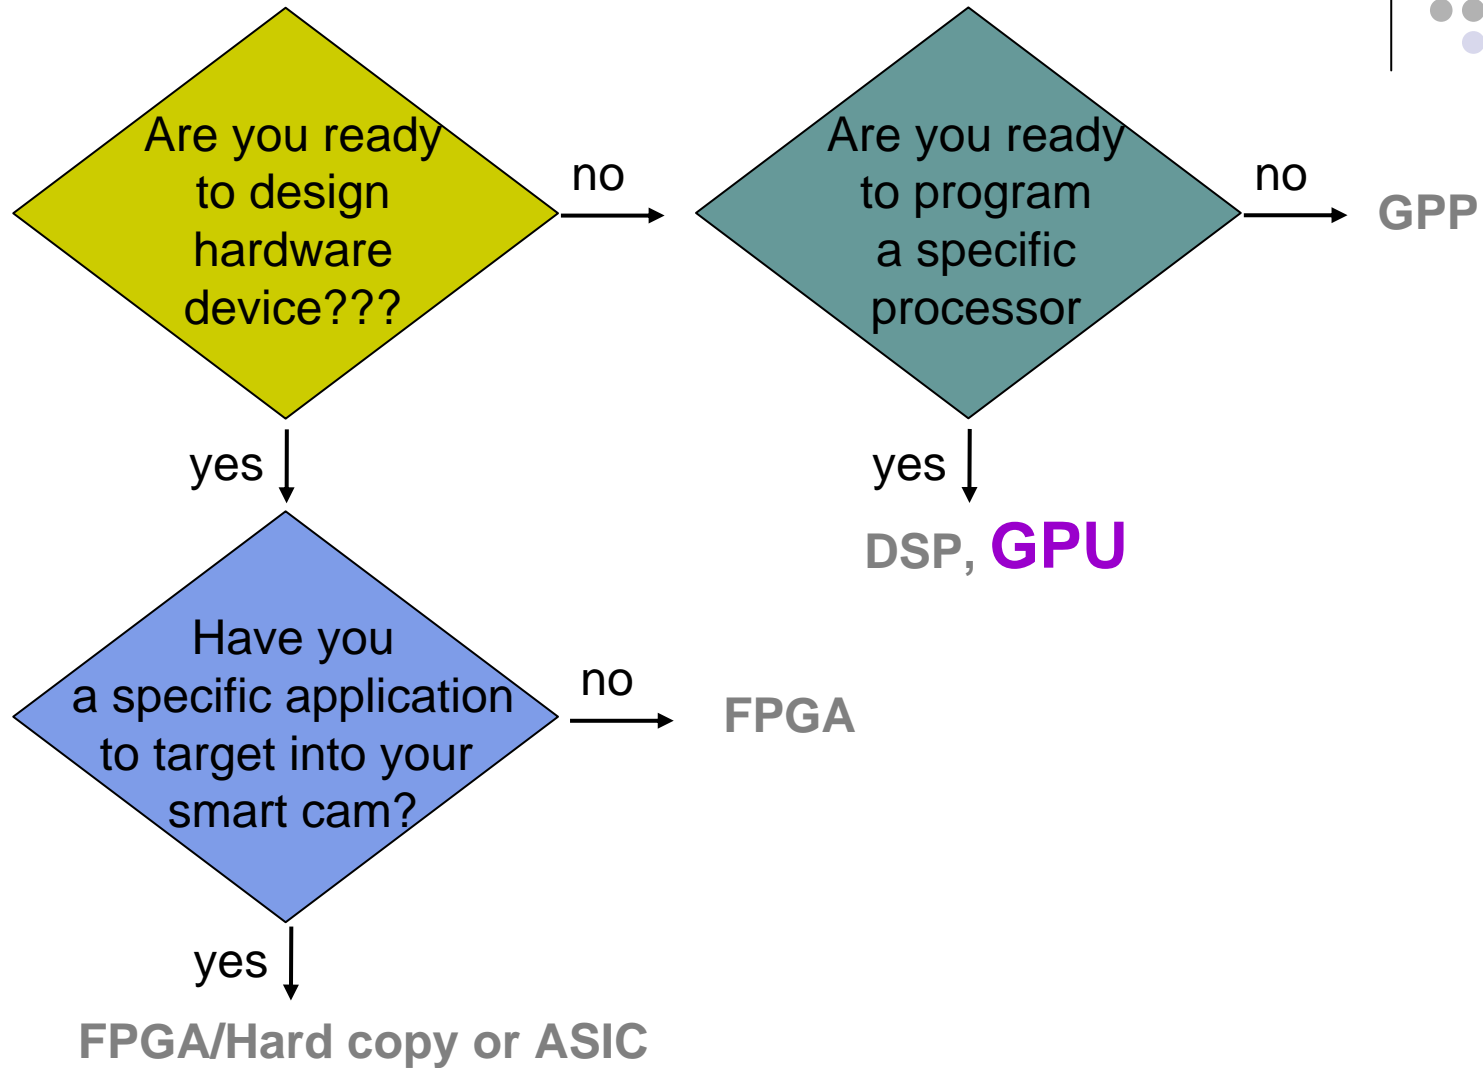 Are you ready
to design
hardware
device???
no
Are you ready
to program
a specific
processor
no
GPP
yes
yes
DSP, GPU
Have you
a specific application
to target into your
smart cam?
no
FPGA
yes
FPGA/Hard copy or ASIC